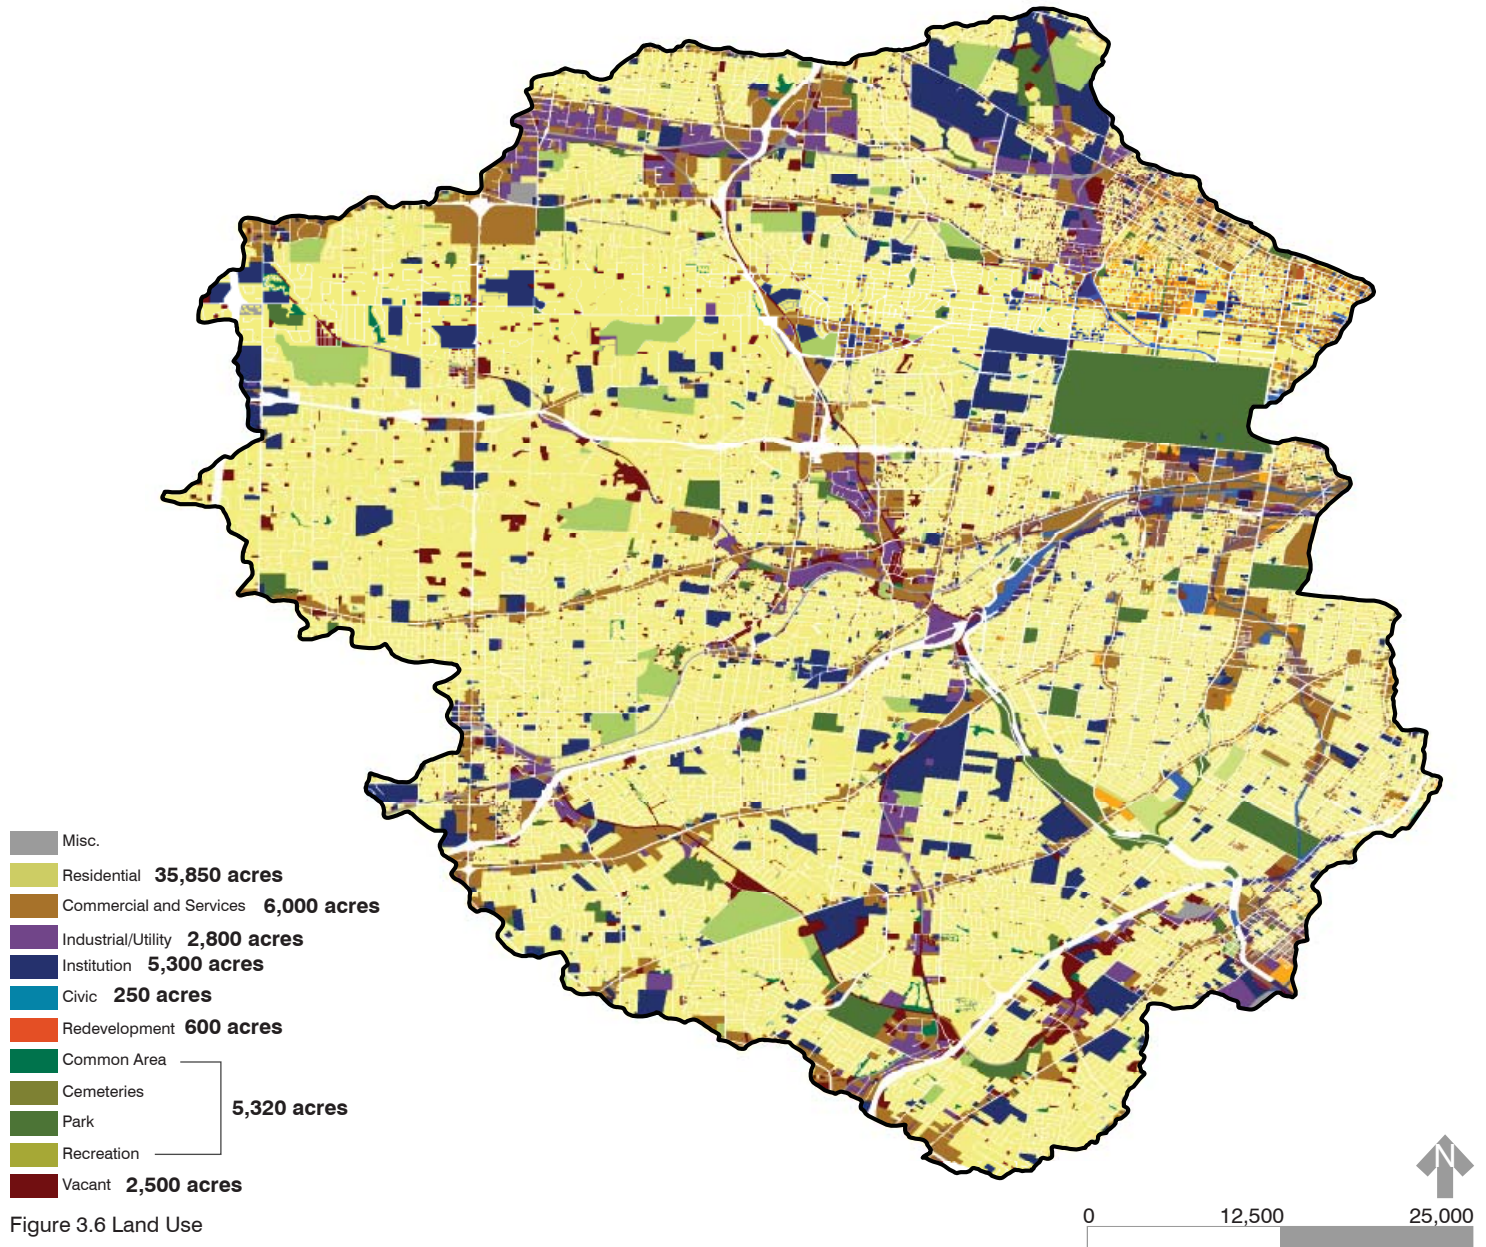 Misc.
Residential 35,850 acres
Commercial and Services 6,000 acres
Industrial/Utility 2,800 acres
Institution 5,300 acres
Civic 250 acres
Redevelopment 600 acres
Common Area
Cemeteries
5,320 acres
Park
Recreation
Vacant 2,500 acres
Figure 3.6 Land Use
N
0 12,500 25,000